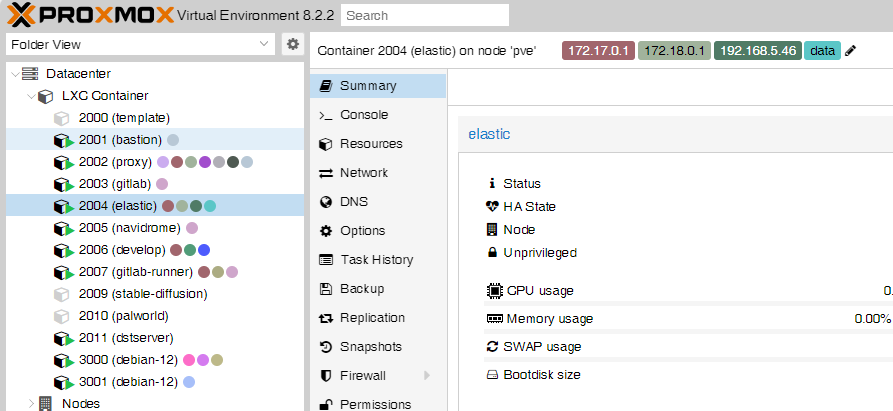 PROXMOX Virtual Environment 8.2.2 Search
Folder View
Container 2004 (elastic) on node 'pve' 172.17.0.1 172.18.0.1 192.168.5.46 data
Datacenter
LXC Container
2000 (template)
2001 (bastion)
2002 (proxy)
2003 (gitlab)
2004 (elastic)
2005 (navidrome)
2006 (develop)
2007 (gitlab-runner)
2009 (stable-diffusion)
2010 (palworld)
2011 (dstserver)
3000 (debian-12)
3001 (debian-12)
Nodes
Summary
Console
Resources
Network
DNS
Options
Task History
Backup
Replication
Snapshots
Firewall
Permissions
elastic
Status
HA State
Node
Unprivileged
CPU usage 0.
Memory usage 0.00%
SWAP usage
Bootdisk size